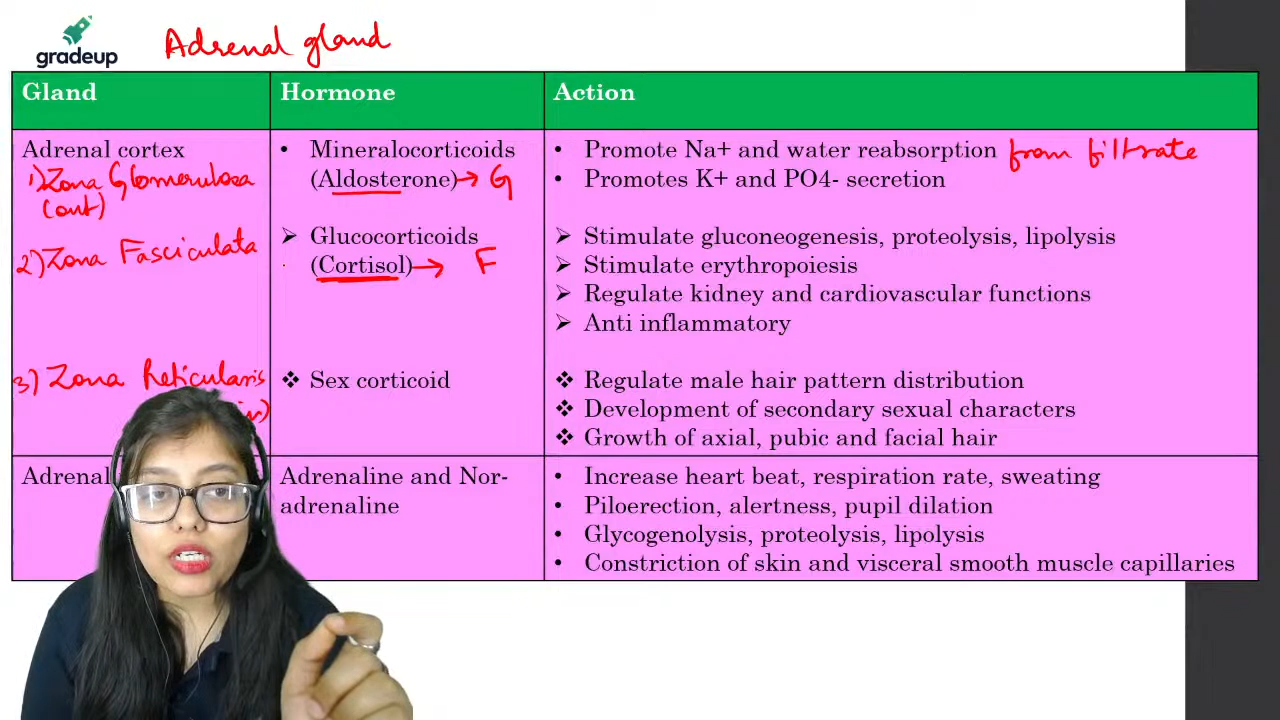 gradeup
Adrenal gland
Gland
Hormone
Action
Adrenal cortex
1) Zona Glomerulosa
(out)
2) Zona Fasciculata
3) Zona Reticularis
• Mineralocorticoids
(Aldosterone) → G
➢ Glucocorticoids
(Cortisol) → F
❖ Sex corticoid
• Promote Na+ and water reabsorption from filtrate
• Promotes K+ and PO4- secretion
➢ Stimulate gluconeogenesis, proteolysis, lipolysis
➢ Stimulate erythropoiesis
➢ Regulate kidney and cardiovascular functions
➢ Anti inflammatory
❖ Regulate male hair pattern distribution
❖ Development of secondary sexual characters
❖ Growth of axial, pubic and facial hair
Adrenal
Adrenaline and Nor-
adrenaline
• Increase heart beat, respiration rate, sweating
• Piloerection, alertness, pupil dilation
• Glycogenolysis, proteolysis, lipolysis
• Constriction of skin and visceral smooth muscle capillaries